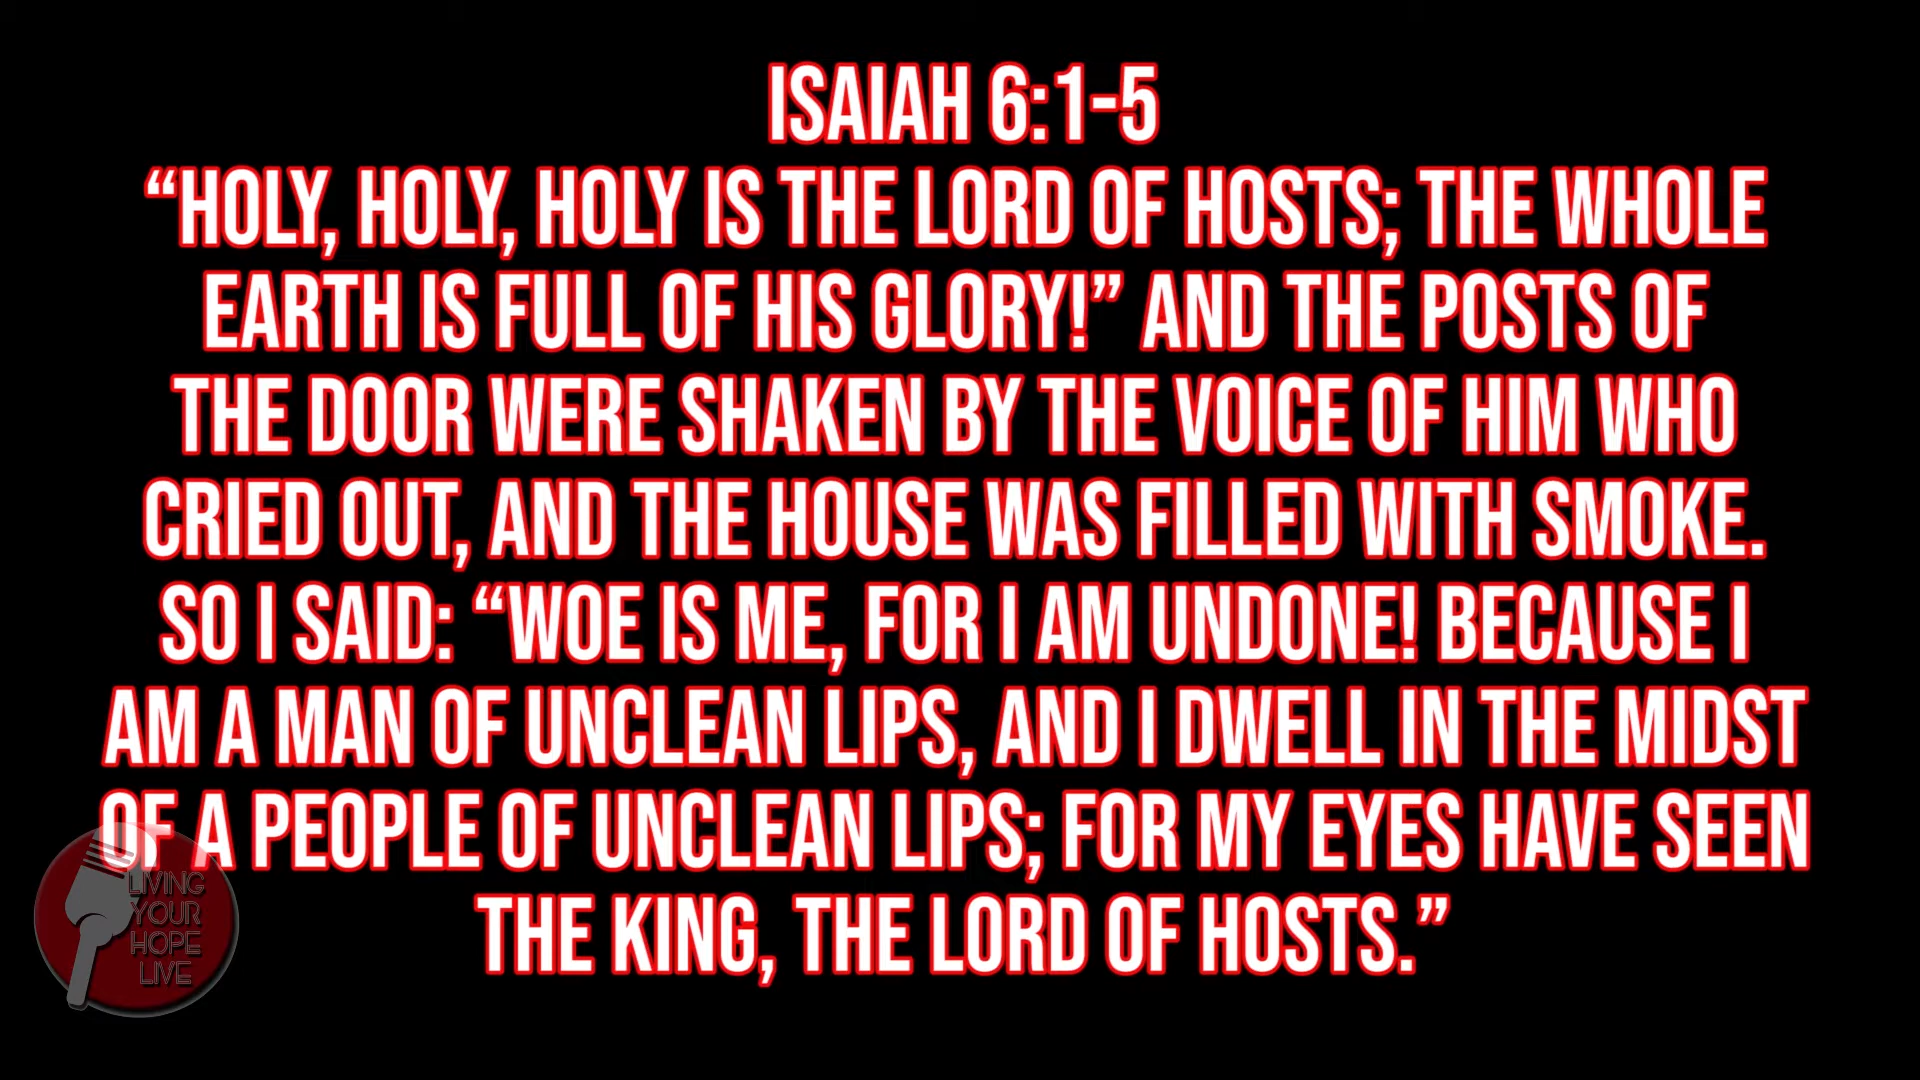 ISAIAH 6:1-5
“HOLY, HOLY, HOLY IS THE LORD OF HOSTS; THE WHOLE
EARTH IS FULL OF HIS GLORY!” AND THE POSTS OF
THE DOOR WERE SHAKEN BY THE VOICE OF HIM WHO
CRIED OUT, AND THE HOUSE WAS FILLED WITH SMOKE.
SO I SAID: “WOE IS ME, FOR I AM UNDONE! BECAUSE I
AM A MAN OF UNCLEAN LIPS, AND I DWELL IN THE MIDST
OF A PEOPLE OF UNCLEAN LIPS; FOR MY EYES HAVE SEEN
THE KING, THE LORD OF HOSTS.”
LIVING
YOUR
HOPE
LIVE